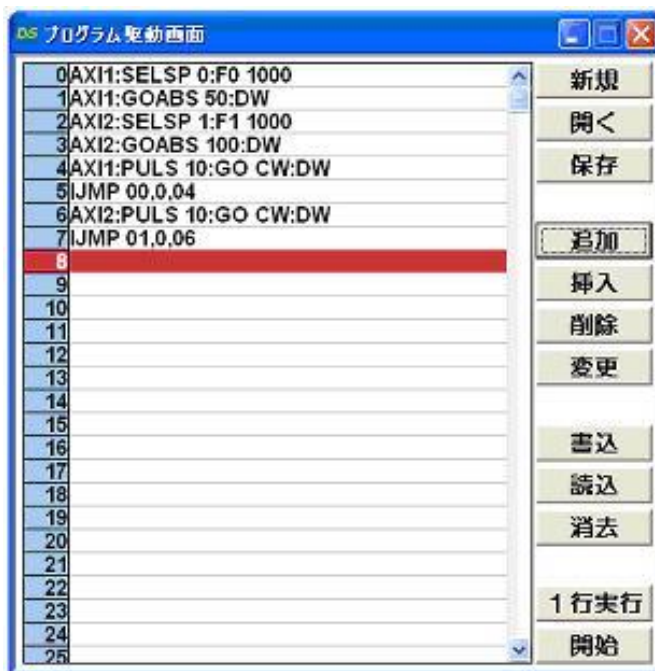 DS プログラム駆動画面
0 AXI1:SELSP 0:F0 1000
1 AXI1:GOABS 50:DW
2 AXI2:SELSP 1:F1 1000
3 AXI2:GOABS 100:DW
4 AXI1:PULS 10:GO CW:DW
5 IJMP 00,0,04
6 AXI2:PULS 10:GO CW:DW
7 IJMP 01,0,06
8
9
10
11
12
13
14
15
16
17
18
19
20
21
22
23
24
25
新規
開く
保存
追加
挿入
削除
変更
書込
読込
消去
1行実行
開始